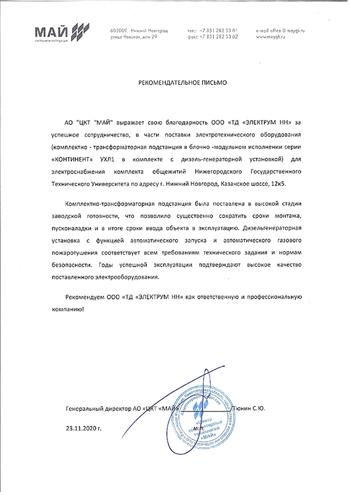 МАЙ
603009, Нижний Новгород
улица Невская, дом 29
тел.: +7 831 282 53 01
факс: +7 831 282 53 02
e-mail office @ maygk.ru
www.maygk.ru
РЕКОМЕНДАТЕЛЬНОЕ ПИСЬМО
АО "ЦКТ "МАЙ" выражает свою благодарность ООО «ТД «ЭЛЕКТРУМ НН» за
успешное сотрудничество, в части поставки электротехнического оборудования
(комплектно - трансформаторная подстанция в блочно -модульном исполнении серии
«КОНТИНЕНТ» УХЛ1 в комплекте с дизель-генераторной установкой) для
электроснабжения комплекта общежитий Нижегородского Государственного
Технического Университета по адресу г. Нижний Новгород, Казанское шоссе, 12к5.
Комплектно-трансформаторная подстанция была поставлена в высокой стадии
заводской готовности, что позволило существенно сократить сроки монтажа,
пусконаладки и в итоге сроки ввода объекта в эксплуатацию. Дизельгенераторная
установка с функцией автоматического запуска и автоматического газового
пожаротушения соответствует всем требованиям технического задания и нормам
безопасности. Годы успешной эксплуатации подтверждают высокое качество
поставленного электрооборудования.
Рекомендуем ООО «ТД «ЭЛЕКТРУМ НН» как ответственную и профессиональную
компанию!
Генеральный директор АО «ЦКТ «МАЙ» Тюнин С.Ю.
23.11.2020 г. М.П.
«МАЙ»